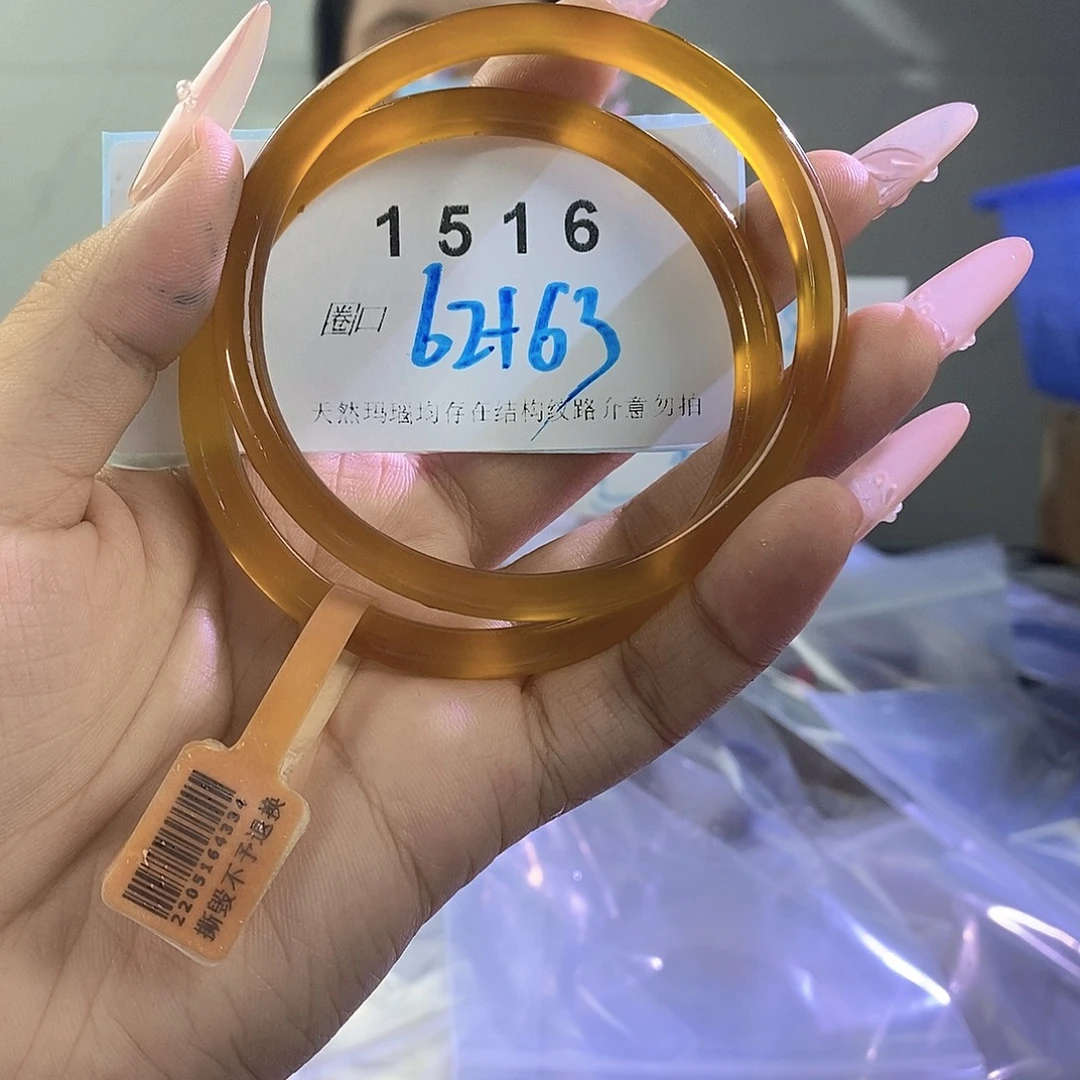 1516
圈口 62+63
天然玛瑙均存在结构纹路介意勿拍
2205164334
撕毁不予退换